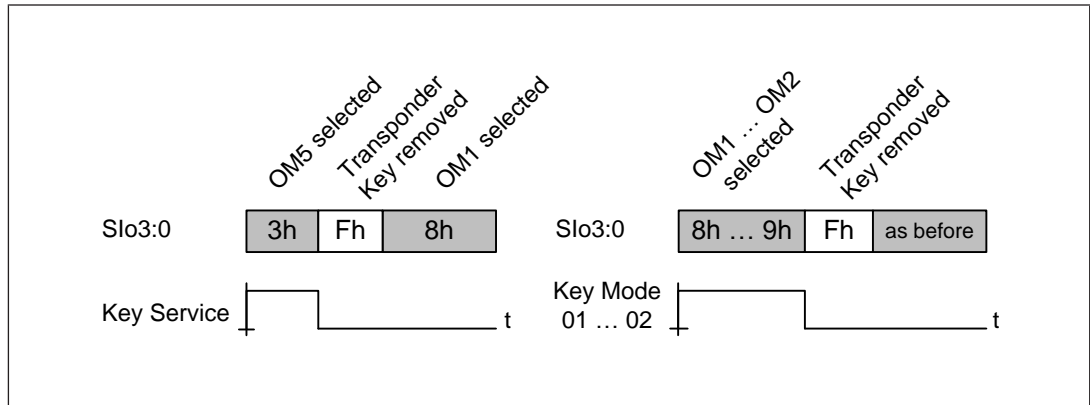 OM5 selected
Transponder
Key removed
OM1 selected
SIo3:0
3h
Fh
8h
Key Service
t
OM1 … OM2
selected
Transponder
Key removed
SIo3:0
8h … 9h
Fh
as before
Key Mode
01 … 02
t